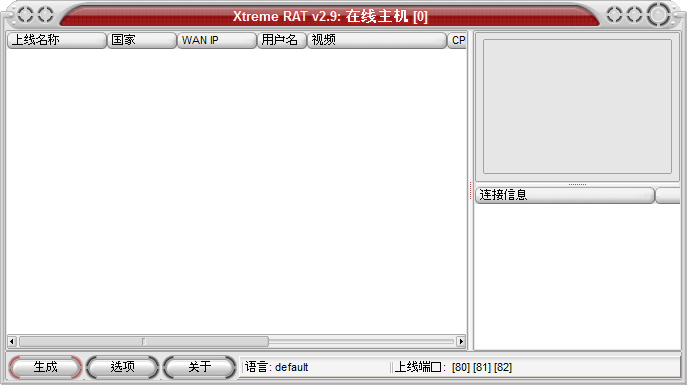 Xtreme RAT v2.9: 在线主机 [0]
上线名称 国家 WAN IP 用户名 视频 CP
连接信息
生成 选项 关于 语言: default 上线端口: [80] [81] [82]